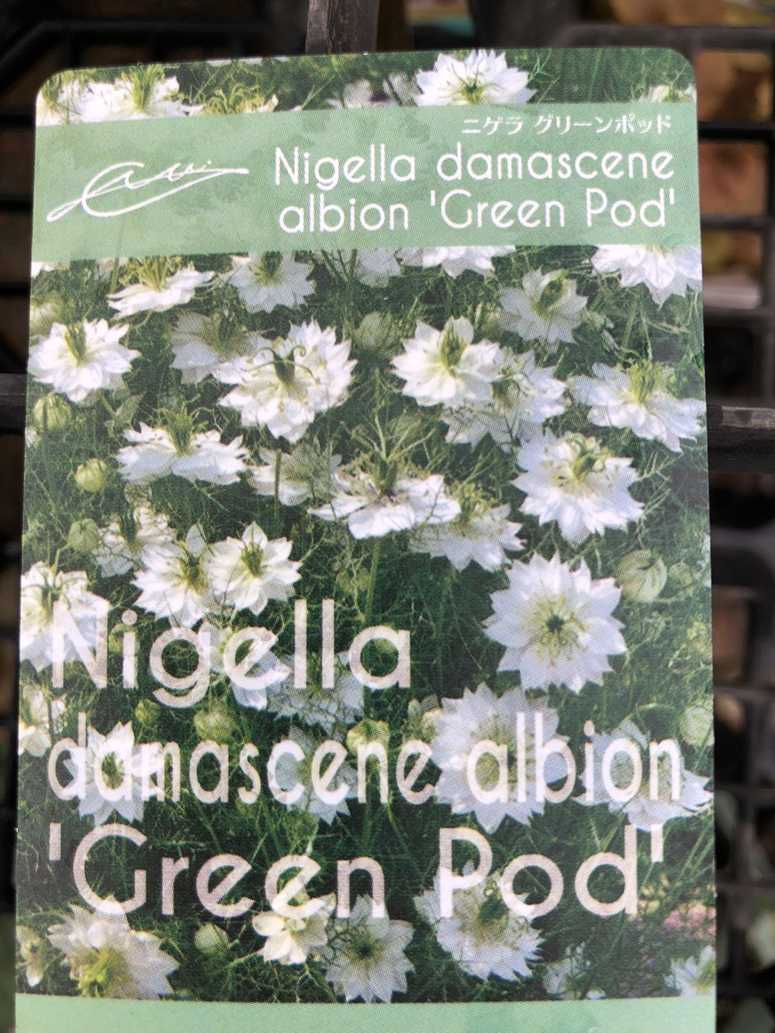 ニゲラ グリーンポッド
Nigella damascene
albion 'Green Pod'
Nigella
damascene albion
'Green Pod'